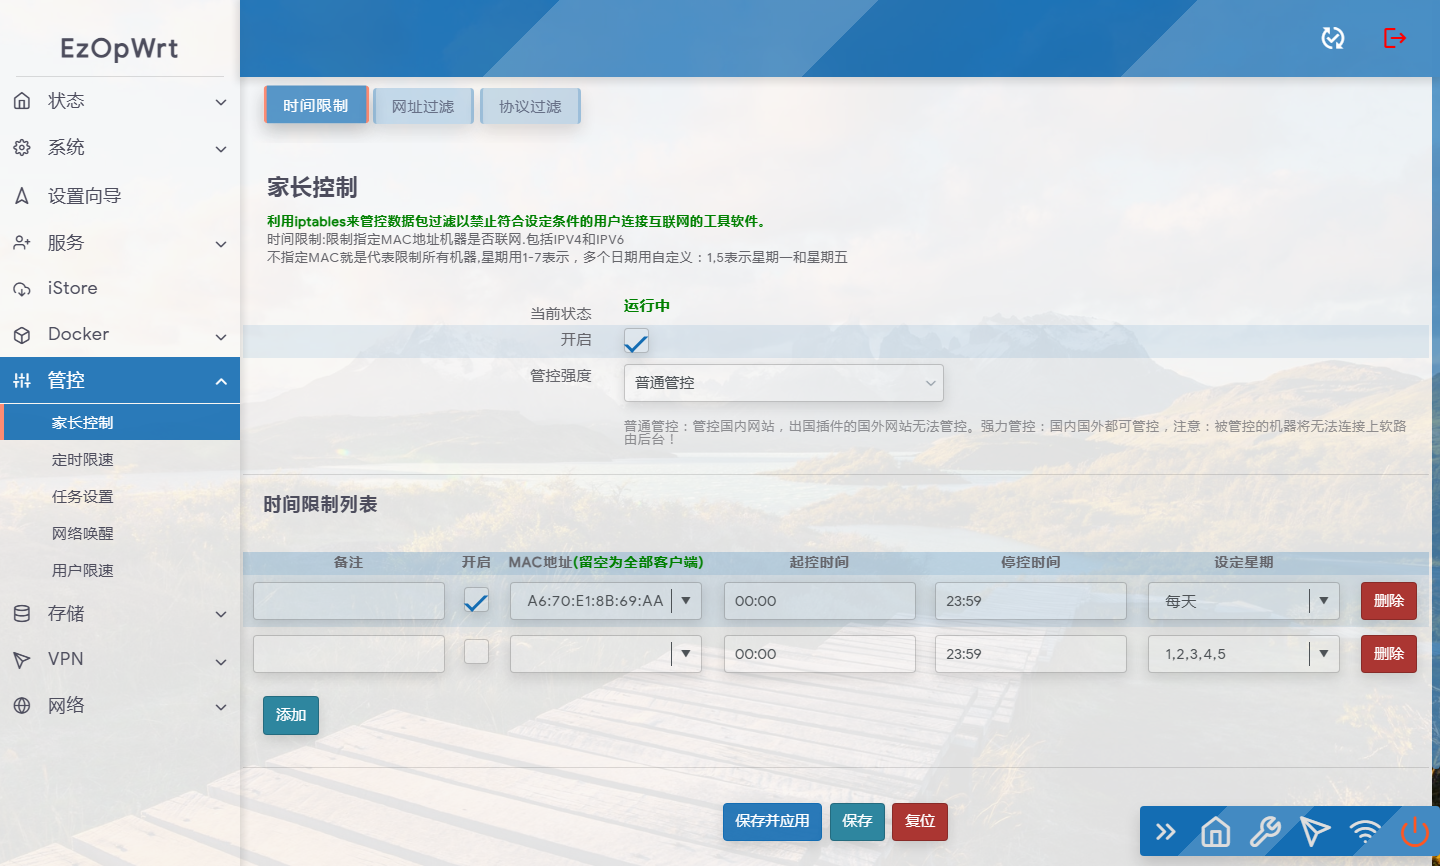 EzOpWrt
状态
系统
设置向导
服务
iStore
Docker
管控
家长控制
定时限速
任务设置
网络唤醒
用户限速
存储
VPN
网络
时间限制 网址过滤 协议过滤
家长控制
利用iptables来管控数据包过滤以禁止符合设定条件的用户连接互联网的工具软件。
时间限制:限制指定MAC地址机器是否联网.包括IPV4和IPV6
不指定MAC就是代表限制所有机器,星期用1-7表示，多个日期用自定义：1,5表示星期一和星期五
当前状态 运行中
开启
管控强度 普通管控
普通管控：管控国内网站，出国插件的国外网站无法管控。强力管控：国内国外都可管控，注意：被管控的机器将无法连接上软路
由后台！
时间限制列表
备注 开启 MAC地址(留空为全部客户端) 起控时间 停控时间 设定星期
A6:70:E1:8B:69:AA 00:00 23:59 每天 删除
00:00 23:59 1,2,3,4,5 删除
添加
保存并应用 保存 复位